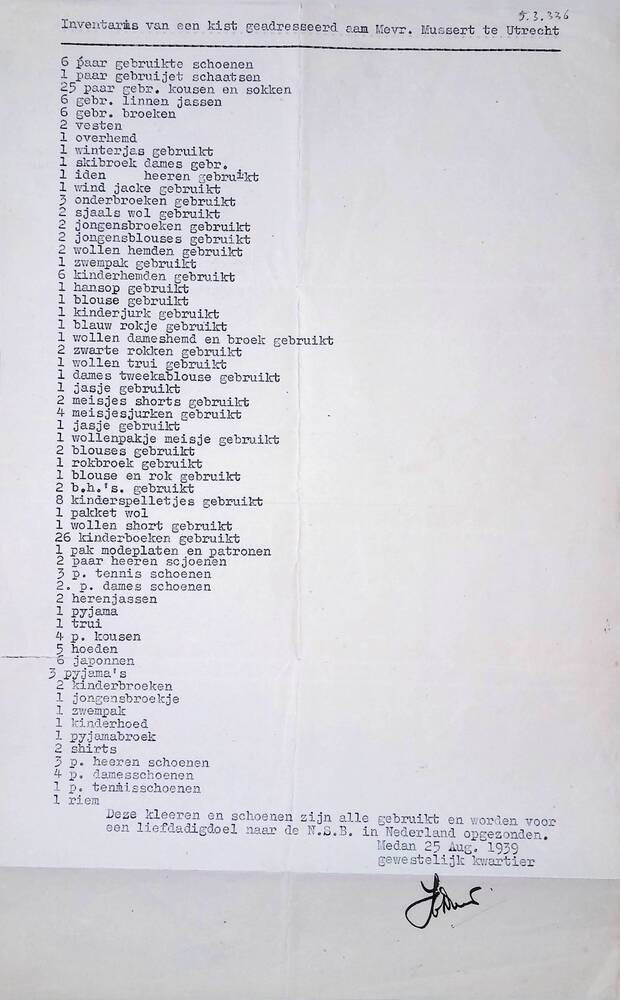 5.3.336
Inventaris van een kist geadresseerd aam Mevr. Mussert te Utrecht
6 paar gebruikte schoenen
1 paar gebruijet schaatsen
25 paar gebr. kousen en sokken
6 gebr. linnen jassen
6 gebr. broeken
2 vesten
1 overhemd
1 winterjas gebruikt
1 skibroek dames gebr.
1 iden heeren gebruikt
1 wind jacke gebruikt
3 onderbroeken gebruikt
2 sjaals wol gebruikt
2 jongensbroeken gebruikt
2 jongensblouses gebruikt
2 wollen hemden gebruikt
1 zwempak gebruikt
6 kinderhemden gebruikt
1 hansop gebruikt
1 blouse gebruikt
1 kinderjurk gebruikt
1 blauw rokje gebruikt
1 wollen dameshemd en broek gebruikt
2 zwarte rokken gebruikt
1 wollen trui gebruikt
1 dames tweekablouse gebruikt
1 jasje gebruikt
2 meisjes shorts gebruikt
4 meisjesjurken gebruikt
1 jasje gebruikt
1 wollenpakje meisje gebruikt
2 blouses gebruikt
1 rokbroek gebruikt
1 blouse en rok gebruikt
2 b.h.'s. gebruikt
8 kinderspelletjes gebruikt
1 pakket wol
1 wollen short gebruikt
26 kinderboeken gebruikt
1 pak modeplaten en patronen
2 paar heeren scjoenen
3 p. tennis schoenen
2. p. dames schoenen
2 herenjassen
1 pyjama
1 trui
4 p. kousen
5 hoeden
6 japonnen
3 pyjama's
2 kinderbroeken
1 jongensbroekje
1 zwempak
1 kinderhoed
1 pyjamabroek
2 shirts
3 p. heeren schoenen
4 p. damesschoenen
1 p. tennisschoenen
1 riem
Deze kleeren en schoenen zijn alle gebruikt en worden voor
een liefdadigdoel naar de N.S.B. in Nederland opgezonden.
Medan 25 Aug. 1939
gewestelijk kwartier